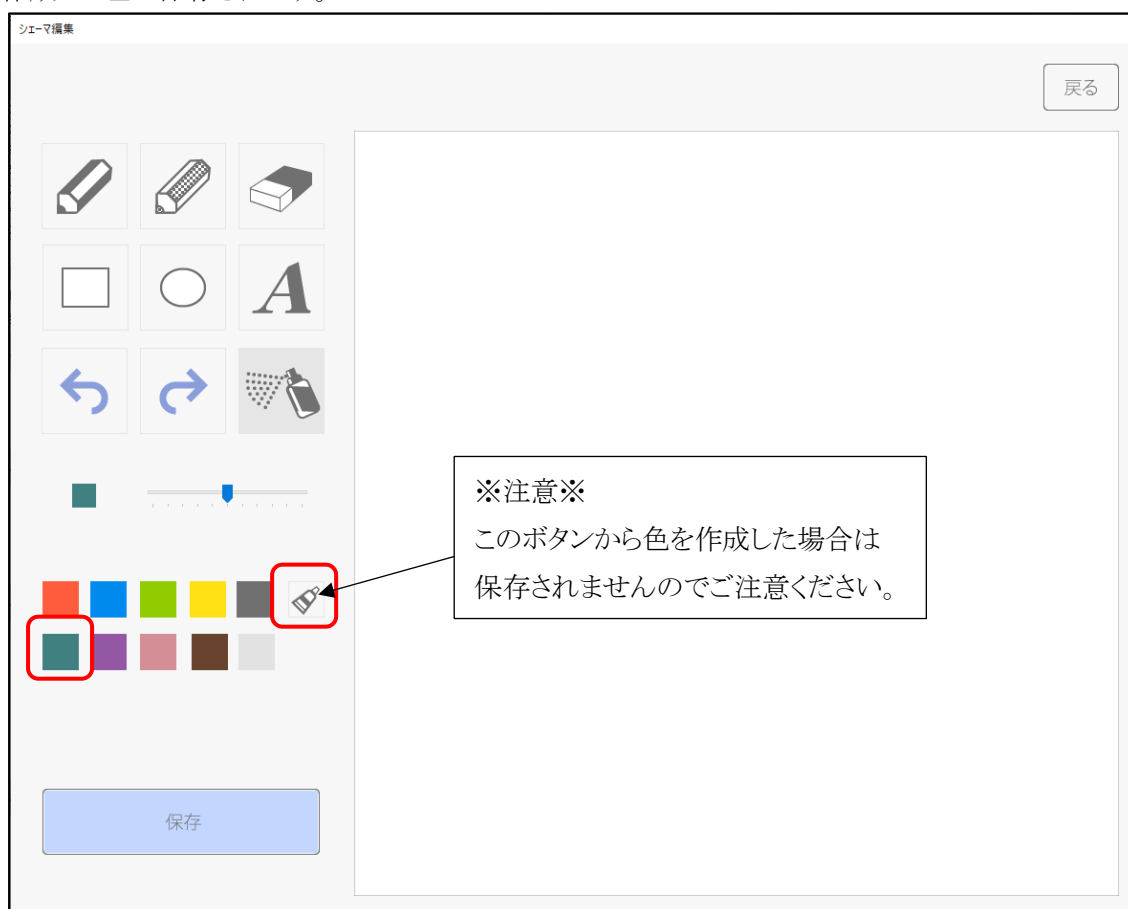 シェーマ編集
戻る
A
※注意※
このボタンから色を作成した場合は
保存されませんのでご注意ください。
保存